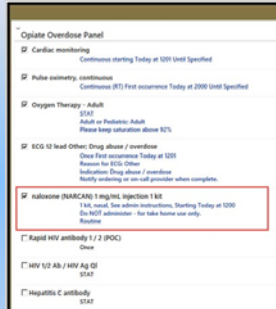 Opiate Overdose Panel
Cardiac monitoring
Continuous starting Today at 1201 Until Specified
Pulse oximetry, continuous
Continuous (RT) First occurrence Today at 2000 Until Specified
Oxygen Therapy - Adult
STAT
Adult or Pediatric: Adult
Please keep saturation above 92%
ECG 12 lead Other: Drug abuse / overdose
Once First occurrence Today at 1201
Reason for ECG: Other
Indication: Drug abuse / overdose
Notify ordering or on-call provider when complete.
naloxone (NARCAN) 1 mg/mL injection 1 kit
1 kit, nasal, See admin instructions, Starting Today at 1200
Do NOT administer - for take home use only.
Routine
Rapid HIV antibody 1 / 2 (POC)
Once
HIV 1/2 Ab / HIV Ag Ql
STAT
Hepatitis C antibody
STAT